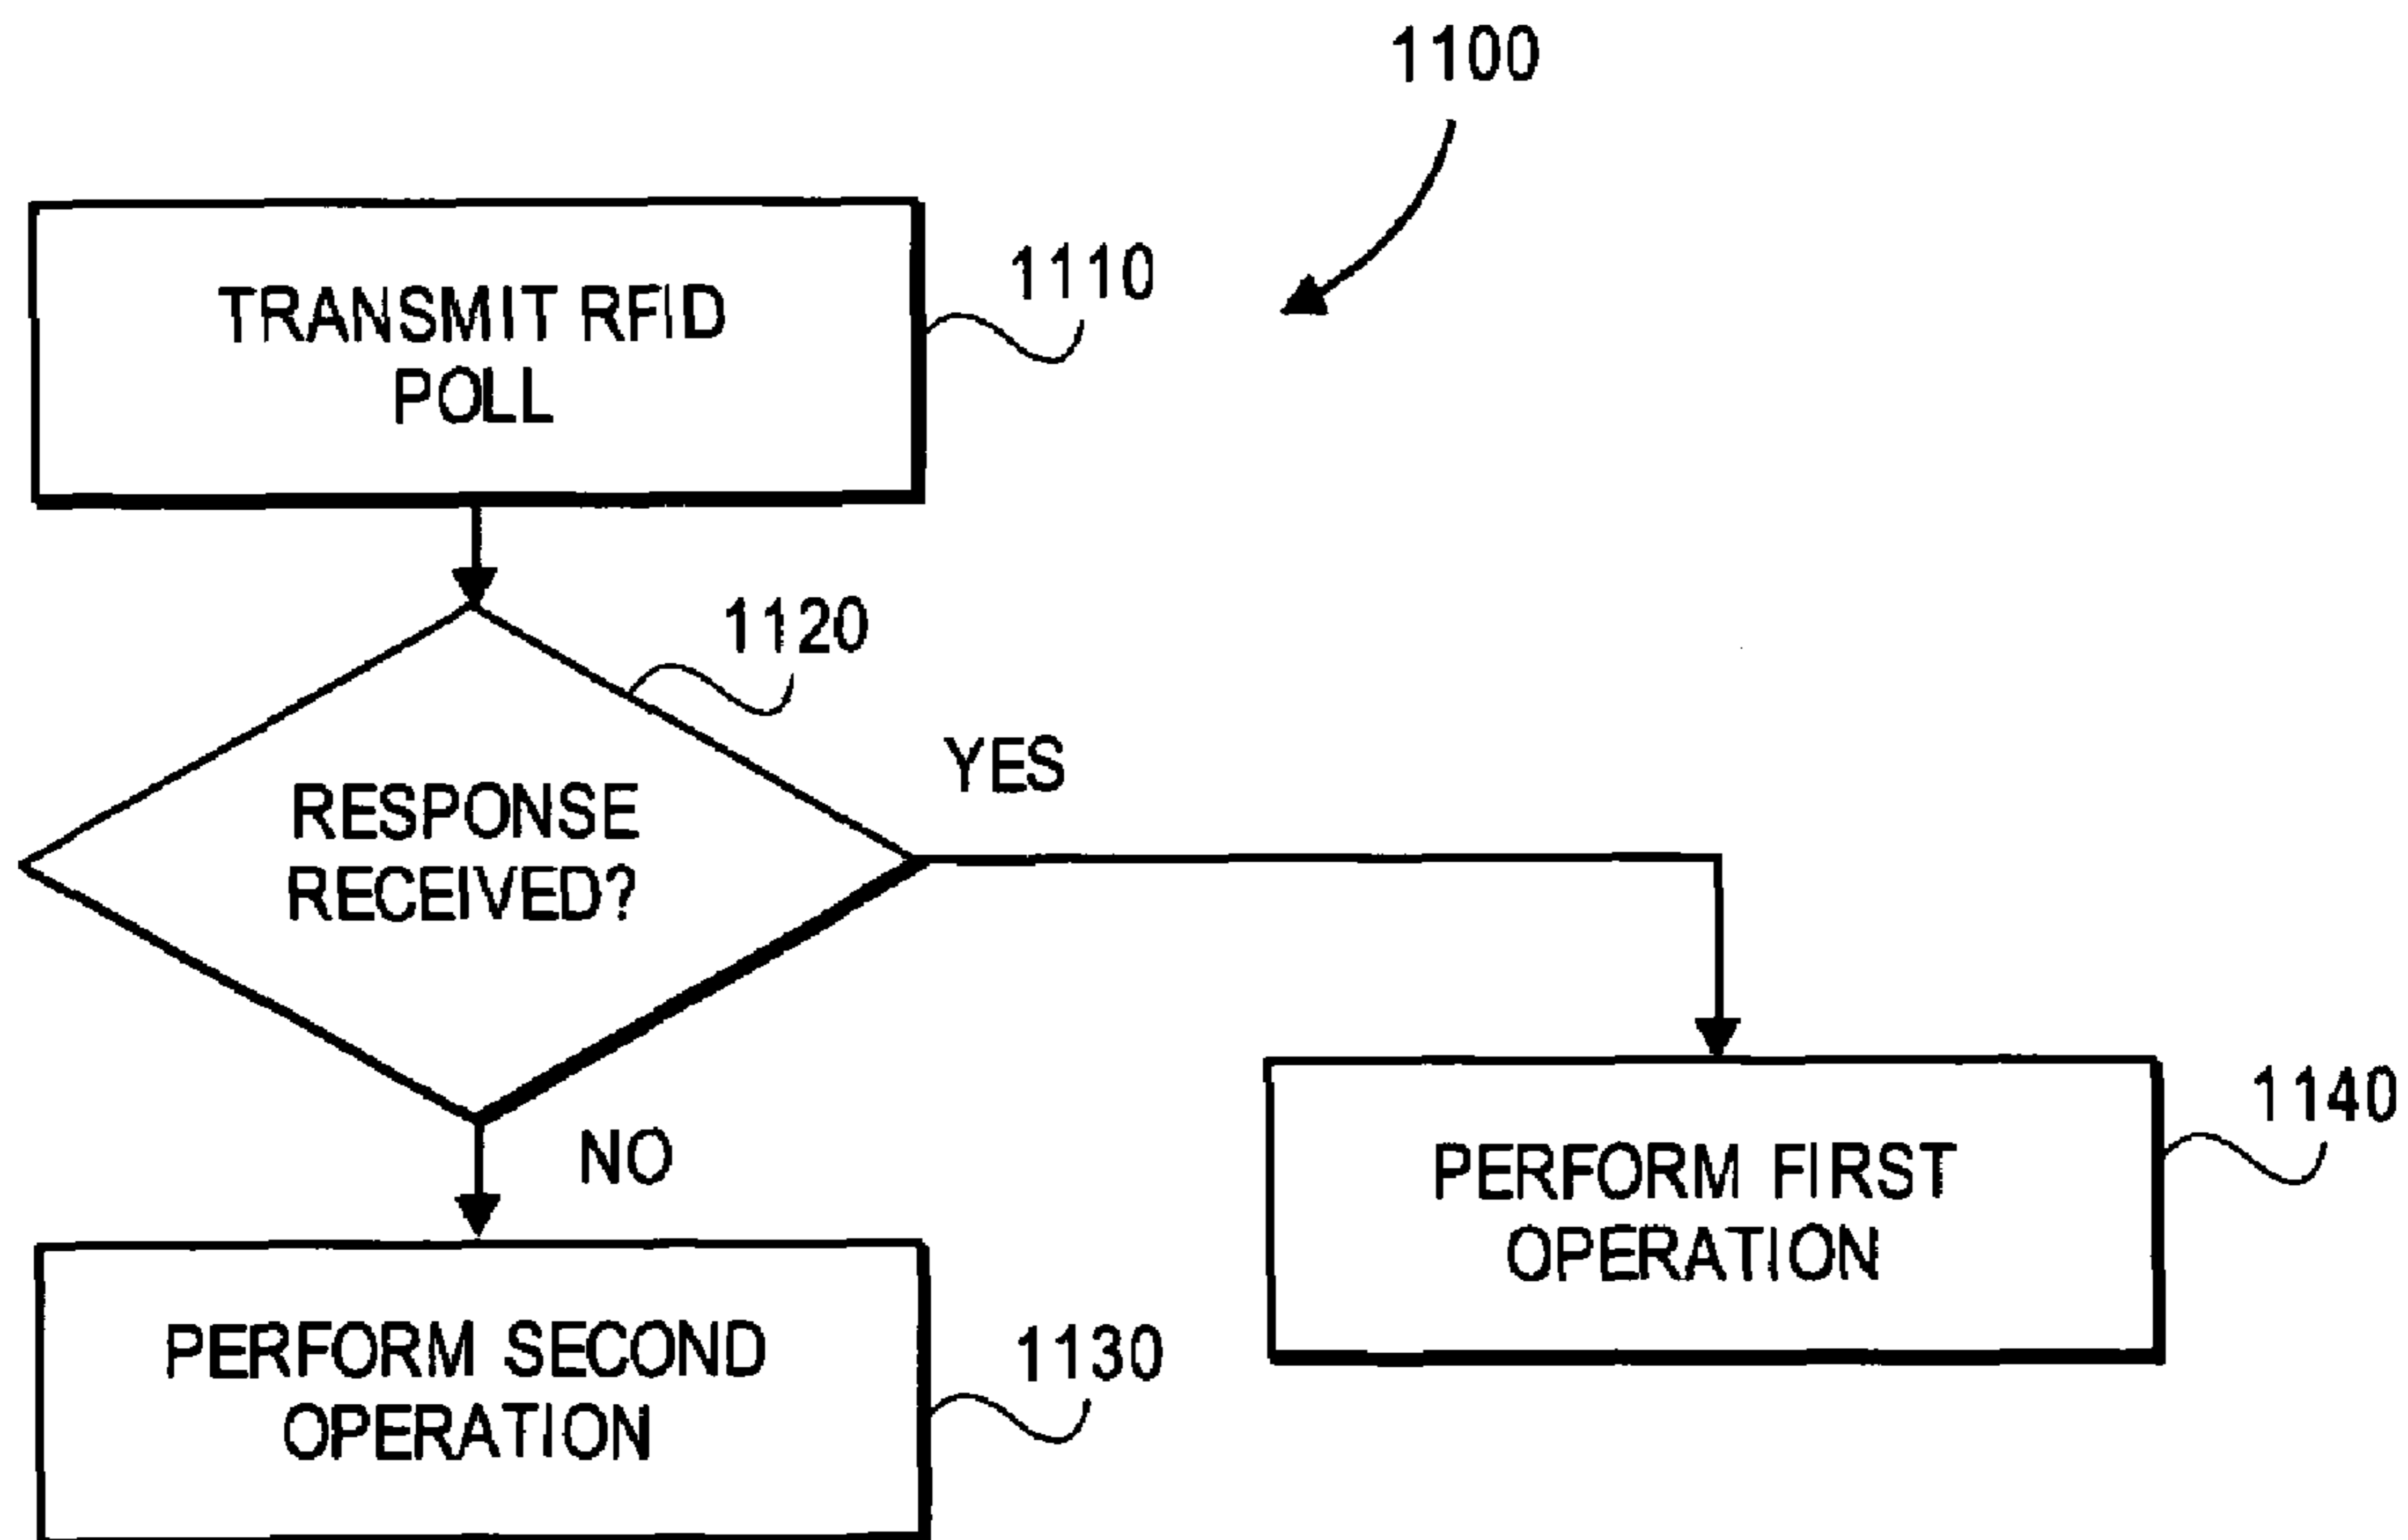 1100
TRANSMIT RFID
POLL
1110
1120
RESPONSE
RECEIVED?
YES
NO
PERFORM FIRST
OPERATION
1140
PERFORM SECOND
OPERATION
1130